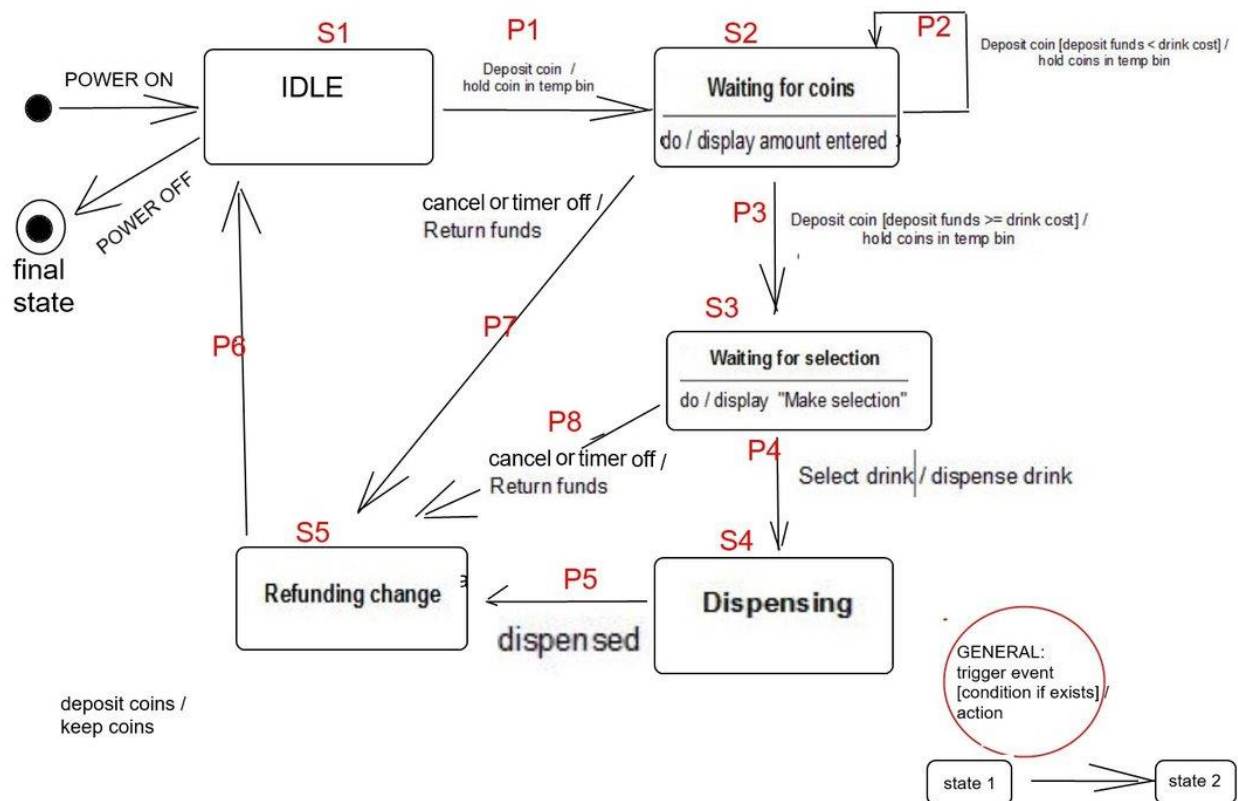 S1
P1
S2
P2
POWER ON
IDLE
Deposit coin /
hold coin in temp bin
Waiting for coins
do / display amount entered
Deposit coin [deposit funds < drink cost] /
hold coins in temp bin
POWER OFF
final
state
cancel or timer off /
Return funds
P3
Deposit coin [deposit funds >= drink cost] /
hold coins in temp bin
P6
P7
S3
Waiting for selection
do / display "Make selection"
P8
cancel or timer off /
Return funds
P4
Select drink / dispense drink
S5
Refunding change
P5
dispensed
S4
Dispensing
GENERAL:
trigger event
[condition if exists] /
action
deposit coins /
keep coins
state 1
state 2